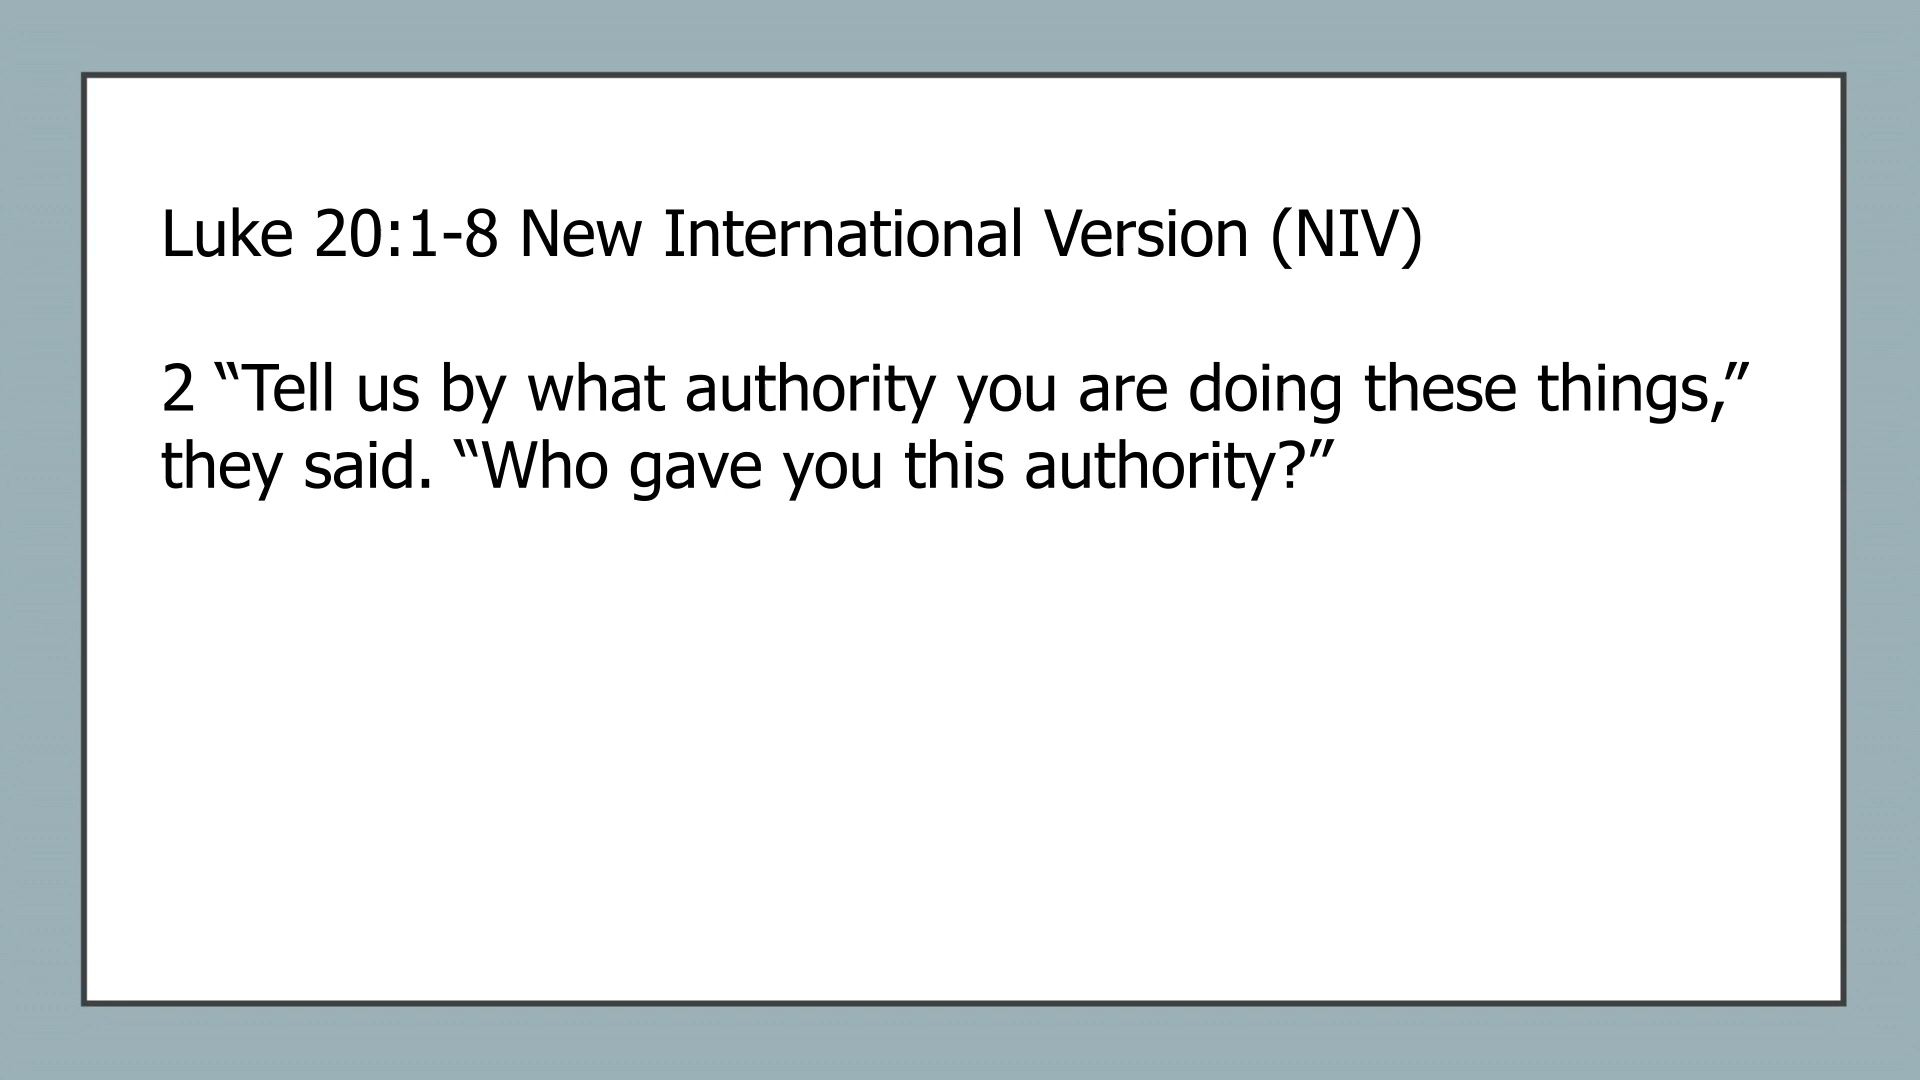 Luke 20:1-8 New International Version (NIV)
2 “Tell us by what authority you are doing these things,”
they said. “Who gave you this authority?”